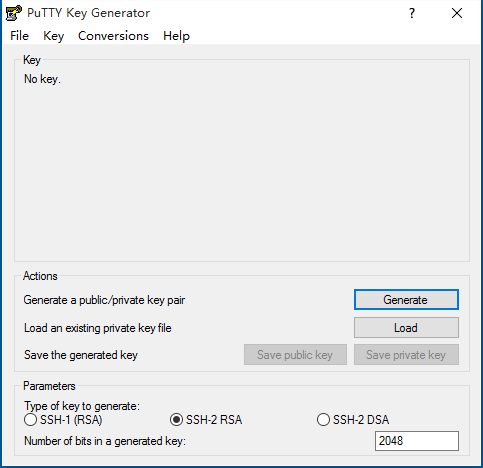 PuTTY Key Generator
?
File Key Conversions Help
Key
No key.
Actions
Generate a public/private key pair Generate
Load an existing private key file Load
Save the generated key Save public key Save private key
Parameters
Type of key to generate:
SSH-1 (RSA) SSH-2 RSA SSH-2 DSA
Number of bits in a generated key: 2048